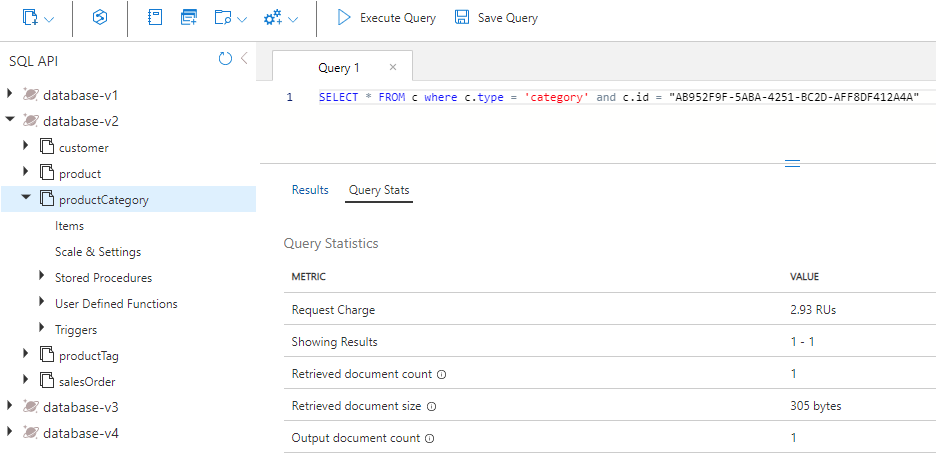 Execute Query Save Query
SQL API
database-v1
database-v2
customer
product
productCategory
Items
Scale & Settings
Stored Procedures
User Defined Functions
Triggers
productTag
salesOrder
database-v3
database-v4
Query 1 ×
1 SELECT * FROM c where c.type = 'category' and c.id = "AB952F9F-5ABA-4251-BC2D-AFF8DF412A4A"
Results Query Stats
Query Statistics
METRIC VALUE
Request Charge 2.93 RUs
Showing Results 1 - 1
Retrieved document count 1
Retrieved document size 305 bytes
Output document count 1